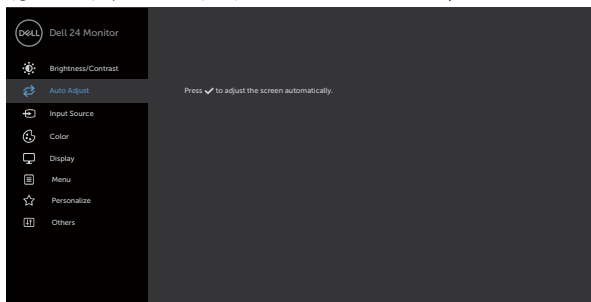 DELL Dell 24 Monitor
Brightness/Contrast
Auto Adjust
Press ✔ to adjust the screen automatically.
Input Source
Color
Display
Menu
Personalize
Others